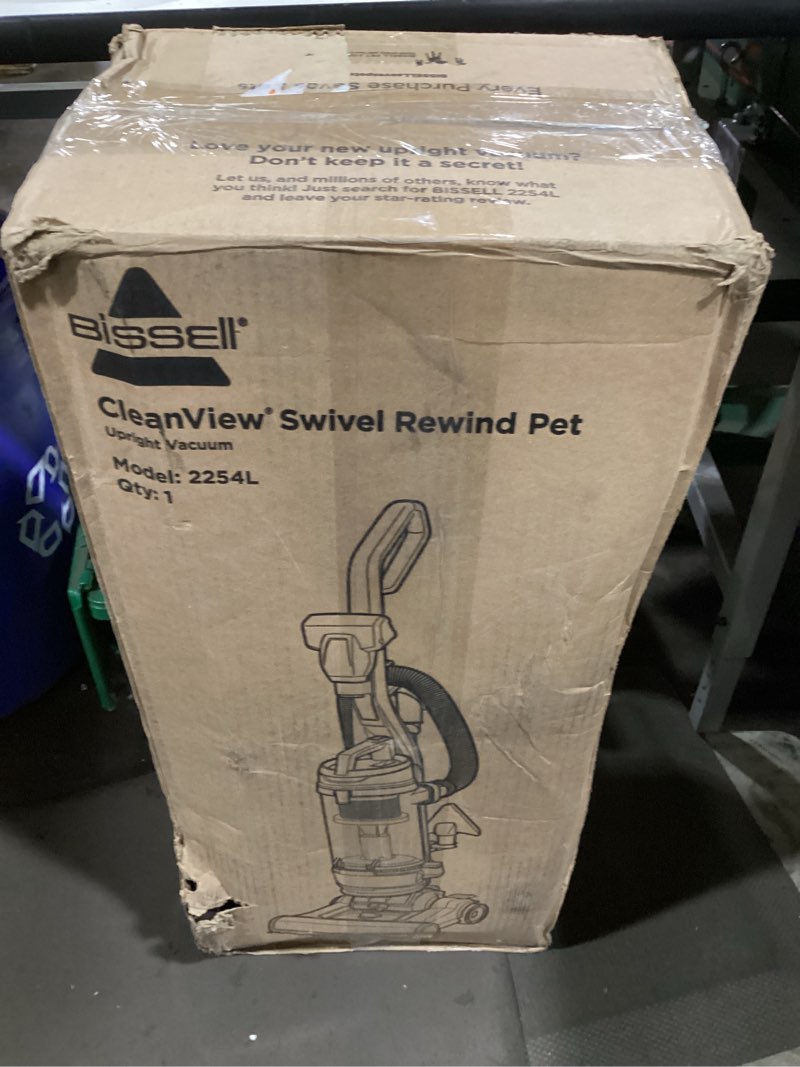 Every Purchase Saves Pets
Love your new upright vacuum?
Don't keep it a secret!
Let us, and millions of others, know what
you think! Just search for BISSELL 2254L
and leave your star-rating review.
BISSELL®
CleanView® Swivel Rewind Pet
Upright Vacuum
Model: 2254L
Qty: 1